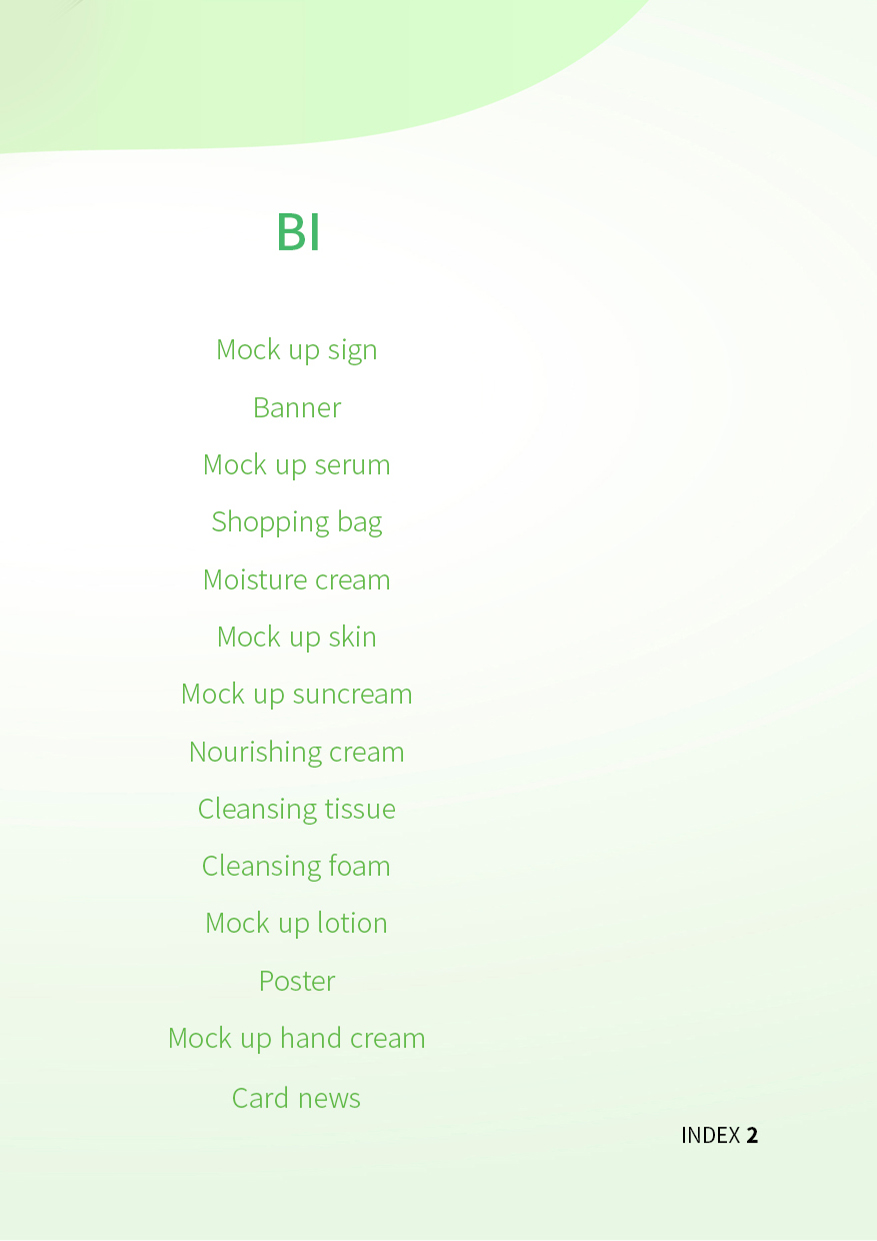 BI
Mock up sign
Banner
Mock up serum
Shopping bag
Moisture cream
Mock up skin
Mock up suncream
Nourishing cream
Cleansing tissue
Cleansing foam
Mock up lotion
Poster
Mock up hand cream
Card news
INDEX 2